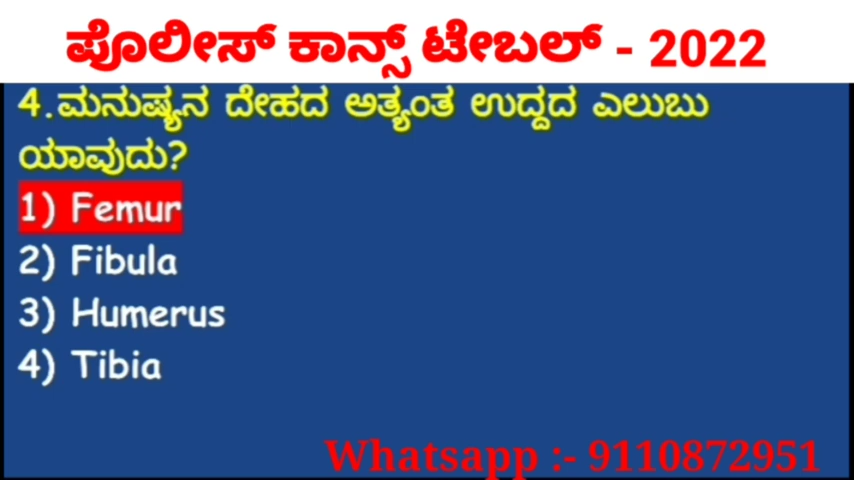 ಪೊಲೀಸ್ ಕಾನ್ಸ್ ಟೇಬಲ್ - 2022
4.ಮನುಷ್ಯನ ದೇಹದ ಅತ್ಯಂತ ಉದ್ದದ ಎಲುಬು
ಯಾವುದು?
1) Femur
2) Fibula
3) Humerus
4) Tibia
Whatsapp :- 9110872951